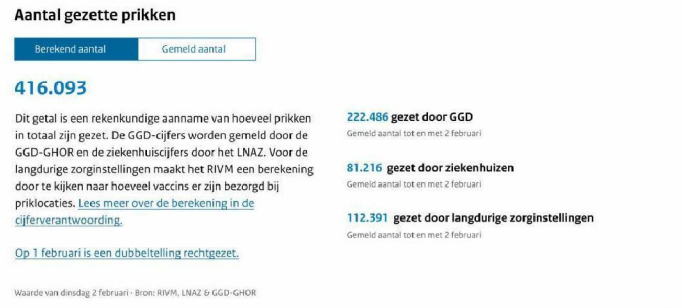 Aantal gezette prikken
Berekend aantal
Gemeld aantal
416.093
Dit getal is een rekenkundige aanname van hoeveel prikken
in totaal zijn gezet. De GGD-cijfers worden gemeld door de
GGD-GHOR en de ziekenhuiscijfers door het LNAZ. Voor de
langdurige zorginstellingen maakt het RIVM een berekening
door te kijken naar hoeveel vaccins er zijn bezorgd bij
priklocaties. Lees meer over de berekening in de
cijferverantwoording.
Op 1 februari is een dubbeltelling rechtgezet.
222.486 gezet door GGD
Gemeld aantal tot en met 2 februari
81.216 gezet door ziekenhuizen
Gemeld aantal tot en met 2 februari
112.391 gezet door langdurige zorginstellingen
Gemeld aantal tot en met 2 februari
Waarde van dinsdag 2 februari · Bron: RIVM, LNAZ & GGD-GHOR